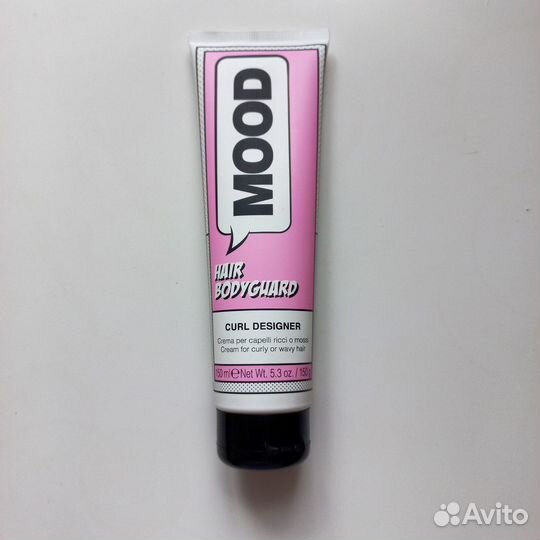 MOOD
HAIR
BODYGUARD
CURL DESIGNER
Crema per capelli ricci o mossi
Cream for curly or wavy hair
150 ml ℮ Net Wt. 5.3 oz. / 150 g
Avito